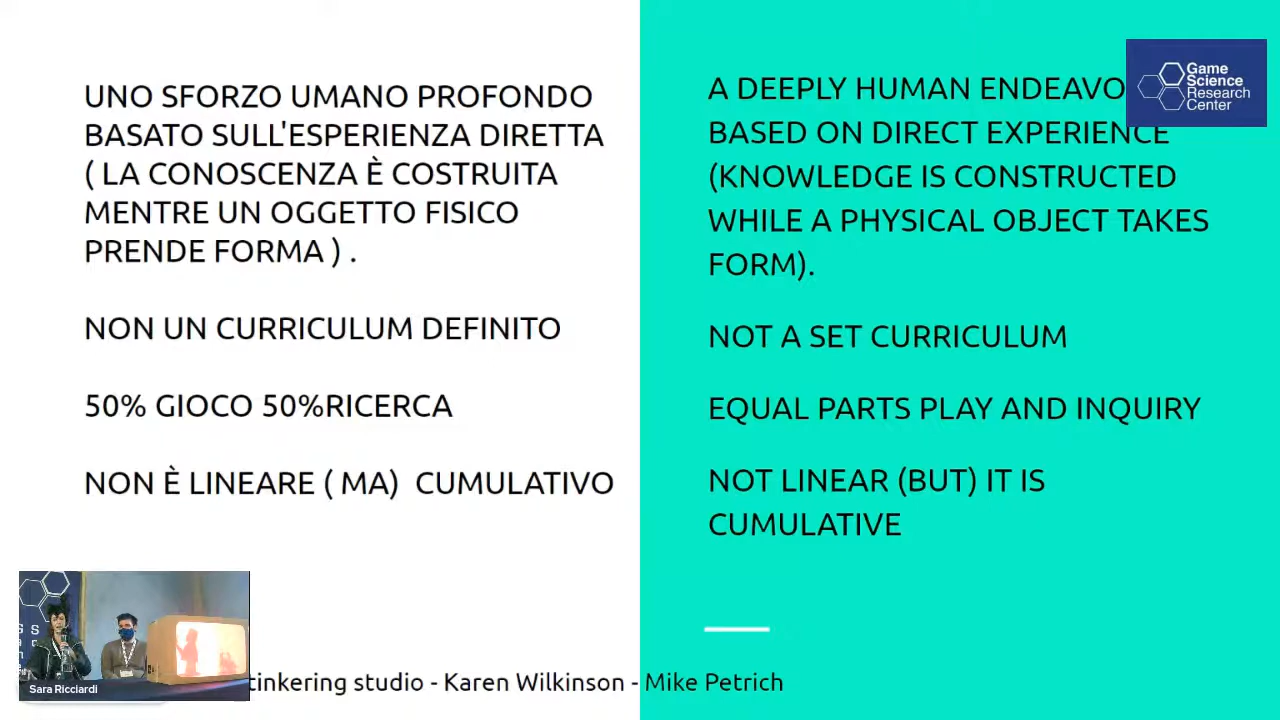 UNO SFORZO UMANO PROFONDO
BASATO SULL'ESPERIENZA DIRETTA
( LA CONOSCENZA È COSTRUITA
MENTRE UN OGGETTO FISICO
PRENDE FORMA ) .
NON UN CURRICULUM DEFINITO
50% GIOCO 50%RICERCA
NON È LINEARE ( MA) CUMULATIVO
A DEEPLY HUMAN ENDEAVO
BASED ON DIRECT EXPERIENCE
(KNOWLEDGE IS CONSTRUCTED
WHILE A PHYSICAL OBJECT TAKES
FORM).
NOT A SET CURRICULUM
EQUAL PARTS PLAY AND INQUIRY
NOT LINEAR (BUT) IT IS
CUMULATIVE
Game
Science
Research
Center
Sara Ricciardi
tinkering studio - Karen Wilkinson - Mike Petrich